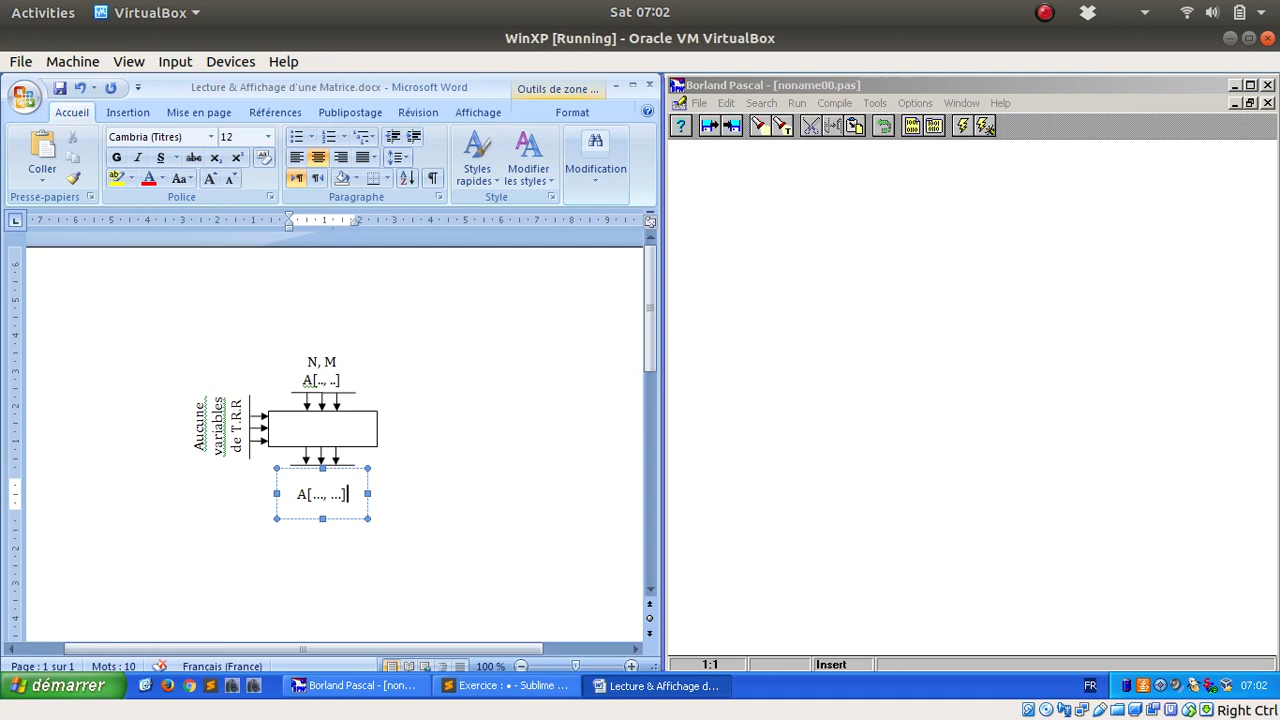 Activities VirtualBox Sat 07:02
WinXP [Running] - Oracle VM VirtualBox
File Machine View Input Devices Help
Lecture & Affichage d'une Matrice.docx - Microsoft Word Outils de zone ...
Accueil Insertion Mise en page Références Publipostage Révision Affichage Format
Coller
Presse-papiers
Cambria (Titres) 12
Police
Paragraphe
Styles rapides
Modifier les styles
Style
Modification
N, M
A[.., ..]
Aucune
variables
de T.R.R
A[..., ...]
Page : 1 sur 1 Mots : 10 Français (France) 100 %
Borland Pascal - [noname00.pas]
File Edit Search Run Compile Tools Options Window Help
1:1 Insert
démarrer Borland Pascal - [non... Exercice : • - Sublime ... Lecture & Affichage d... FR 07:02
Right Ctrl